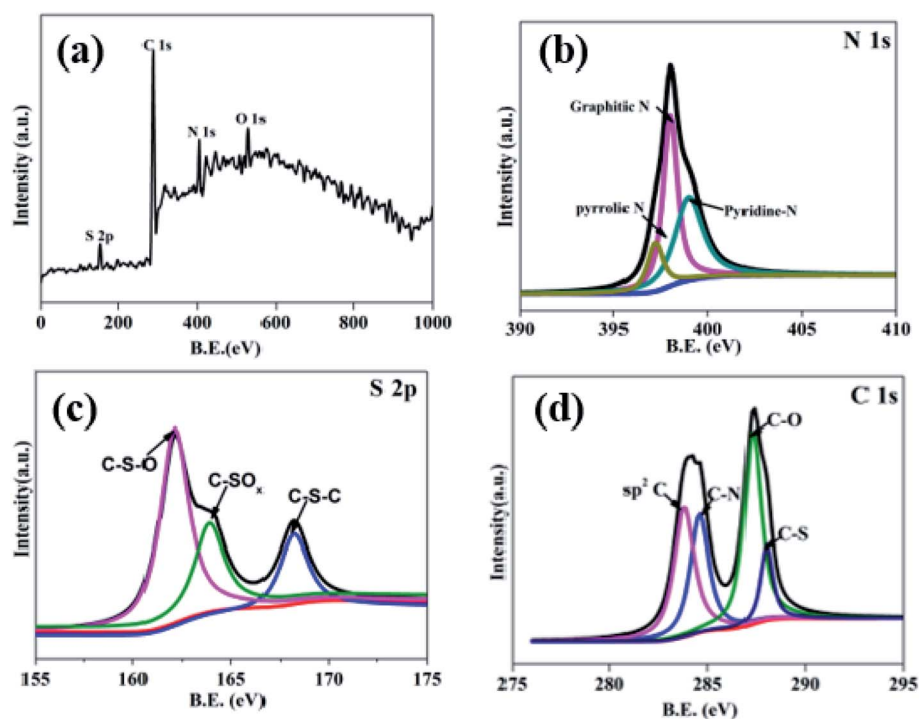 (a)
C 1s
N 1s
O 1s
S 2p
Intensity (a.u.)
0 200 400 600 800 1000
B.E.(eV)
(b)
N 1s
Graphitic N
pyrrolic N
Pyridine-N
Intensity (a.u.)
390 395 400 405 410
B.E. (eV)
(c)
S 2p
C-S-O
C-SOx
C-S-C
Intensity(a.u.)
155 160 165 170 175
B.E. (eV)
(d)
C 1s
C-O
sp² C
C-N
C-S
Intensity(a.u.)
275 280 285 290 295
B.E. (eV)